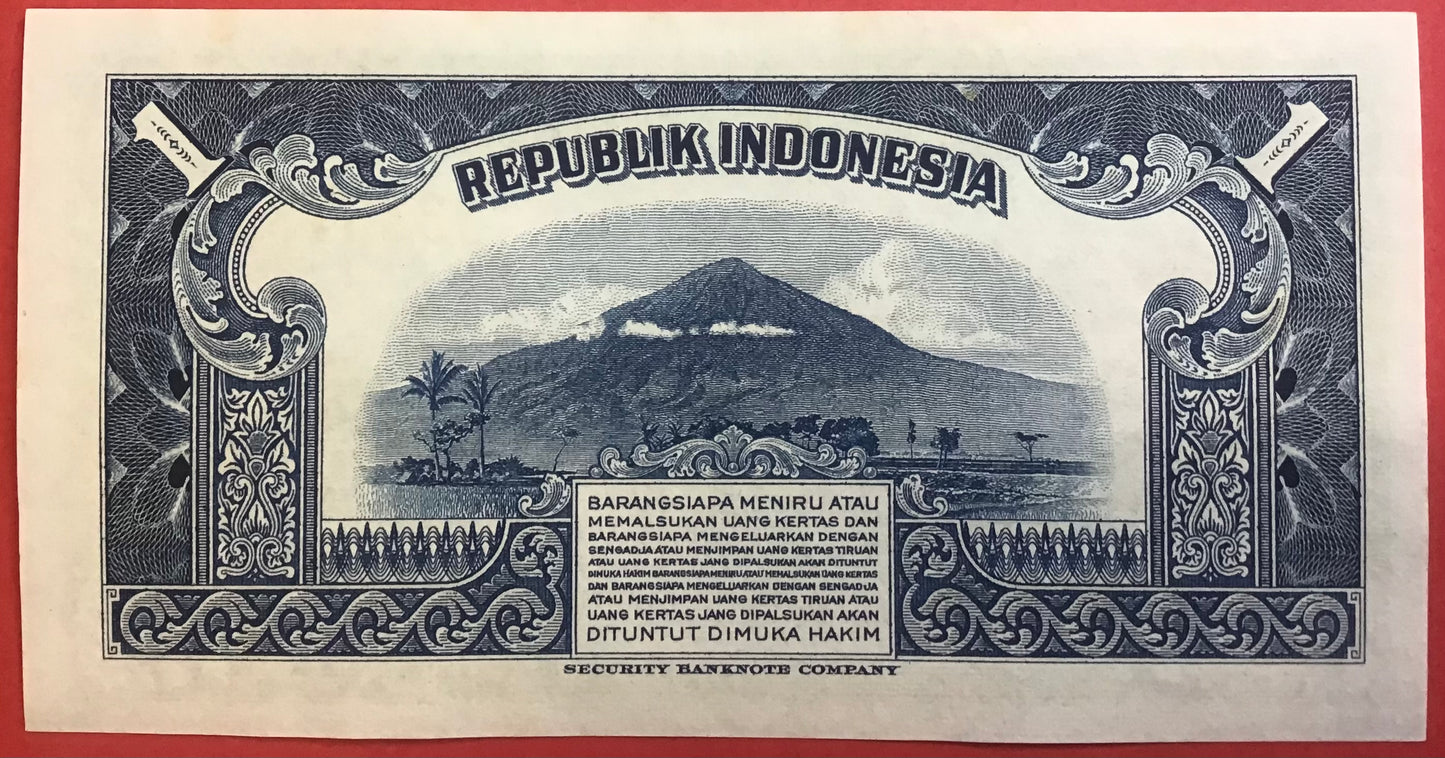 1 1
REPUBLIK INDONESIA
BARANGSIAPA MENIRU ATAU
MEMALSUKAN UANG KERTAS DAN
BARANGSIAPA MENGELUARKAN DENGAN
SENGADJA ATAU MENJIMPAN UANG KERTAS TIRUAN
ATAU UANG KERTAS JANG DIPALSUKAN AKAN DITUNTUT
DIMUKA HAKIM BARANGSIAPA MENIRU ATAU MEMALSUKAN UANG KERTAS
DAN BARANGSIAPA MENGELUARKAN DENGAN SENGADJA
ATAU MENJIMPAN UANG KERTAS TIRUAN ATAU
UANG KERTAS JANG DIPALSUKAN AKAN
DITUNTUT DIMUKA HAKIM
SECURITY BANKNOTE COMPANY